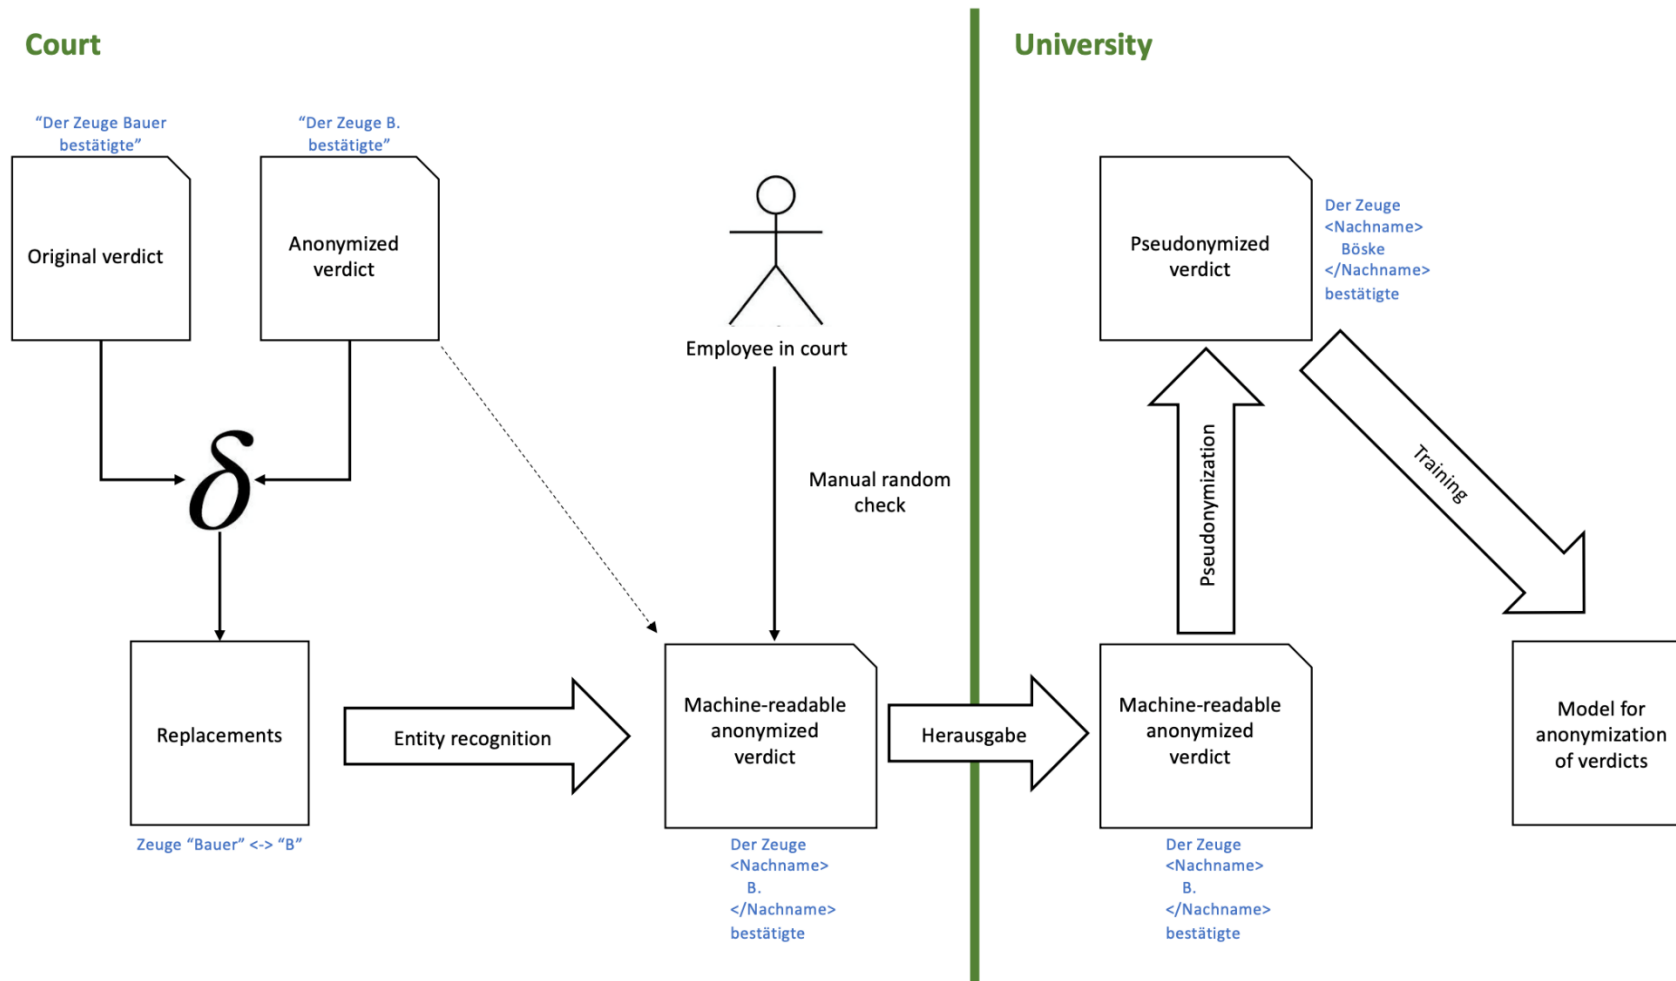 Court
University
“Der Zeuge Bauer
bestätigte”
“Der Zeuge B.
bestätigte”
Original verdict
Anonymized
verdict
Employee in court
Pseudonymized
verdict
Der Zeuge
<Nachname>
Böske
</Nachname>
bestätigte
δ
Manual random
check
Pseudonymization
Training
Replacements
Entity recognition
Machine-readable
anonymized
verdict
Herausgabe
Machine-readable
anonymized
verdict
Model for
anonymization
of verdicts
Zeuge “Bauer” <-> “B”
Der Zeuge
<Nachname>
B.
</Nachname>
bestätigte
Der Zeuge
<Nachname>
B.
</Nachname>
bestätigte